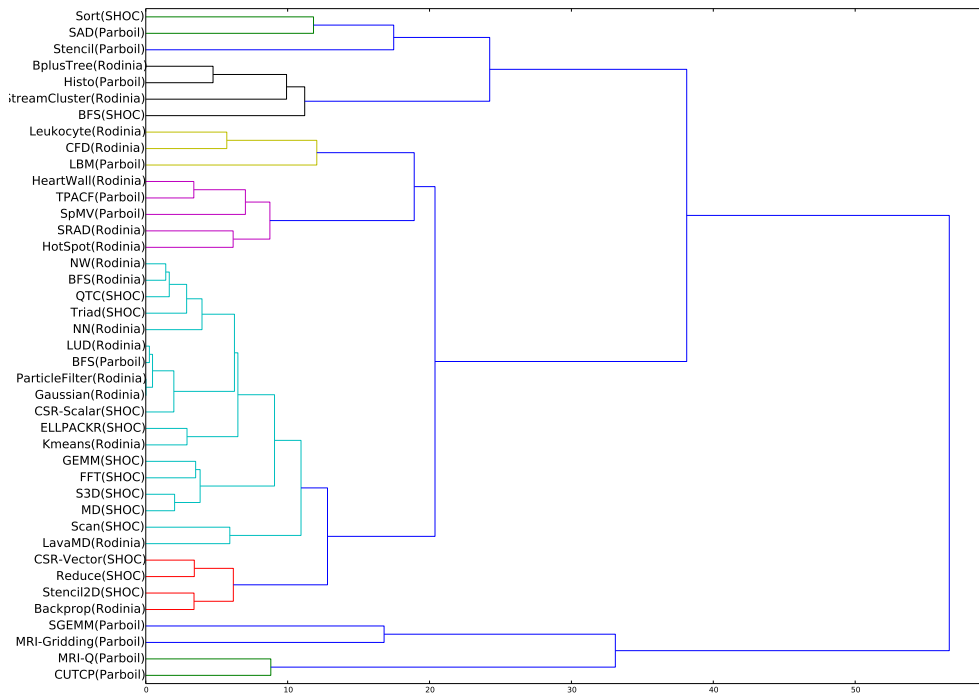 Sort(SHOC)
SAD(Parboil)
Stencil(Parboil)
BplusTree(Rodinia)
Histo(Parboil)
StreamCluster(Rodinia)
BFS(SHOC)
Leukocyte(Rodinia)
CFD(Rodinia)
LBM(Parboil)
HeartWall(Rodinia)
TPACF(Parboil)
SpMV(Parboil)
SRAD(Rodinia)
HotSpot(Rodinia)
NW(Rodinia)
BFS(Rodinia)
QTC(SHOC)
Triad(SHOC)
NN(Rodinia)
LUD(Rodinia)
BFS(Parboil)
ParticleFilter(Rodinia)
Gaussian(Rodinia)
CSR-Scalar(SHOC)
ELLPACKR(SHOC)
Kmeans(Rodinia)
GEMM(SHOC)
FFT(SHOC)
S3D(SHOC)
MD(SHOC)
Scan(SHOC)
LavaMD(Rodinia)
CSR-Vector(SHOC)
Reduce(SHOC)
Stencil2D(SHOC)
Backprop(Rodinia)
SGEMM(Parboil)
MRI-Gridding(Parboil)
MRI-Q(Parboil)
CUTCP(Parboil)
0 10 20 30 40 50